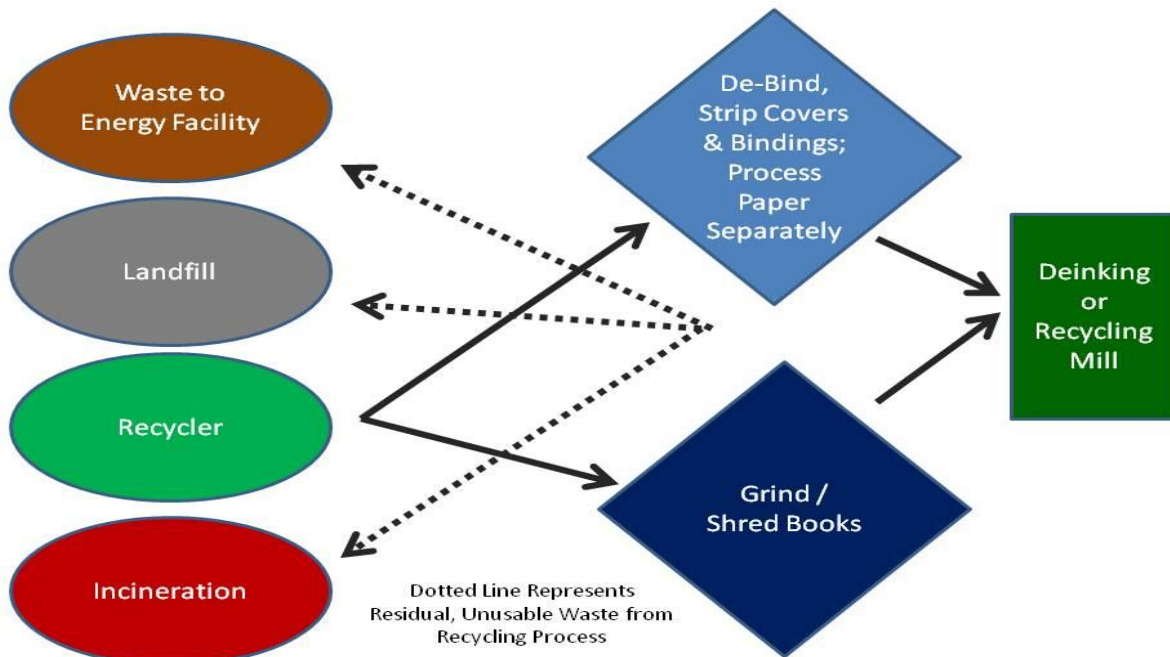 Waste to
Energy Facility
Landfill
Recycler
Incineration
De-Bind,
Strip Covers
& Bindings;
Process
Paper
Separately
Grind /
Shred Books
Deinking
or
Recycling
Mill
Dotted Line Represents
Residual, Unusable Waste from
Recycling Process